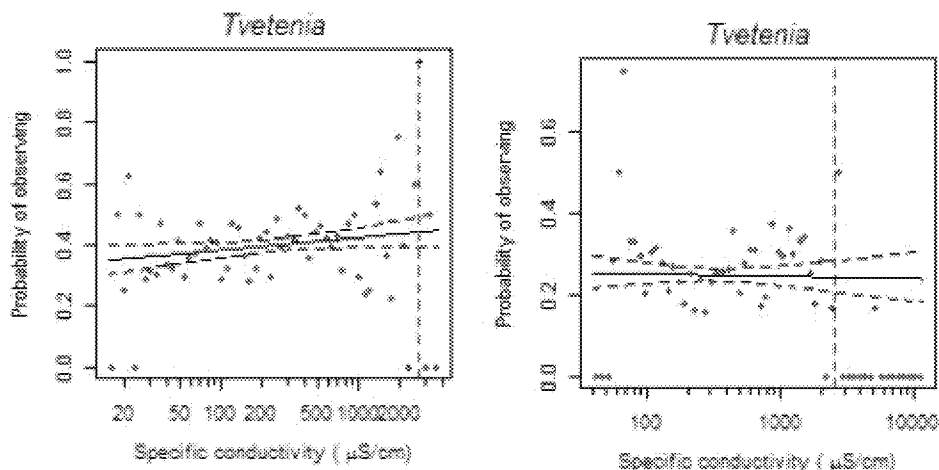 Tvetenia
Probability of observing
1.0
0.8
0.6
0.4
0.2
0.0
20 50 100 200 500 1000 2000
Specific conductivity ( µS/cm)
Tvetenia
Probability of observing
0.6
0.4
0.2
0.0
100 1000 10000
Specific conductivity ( µS/cm)